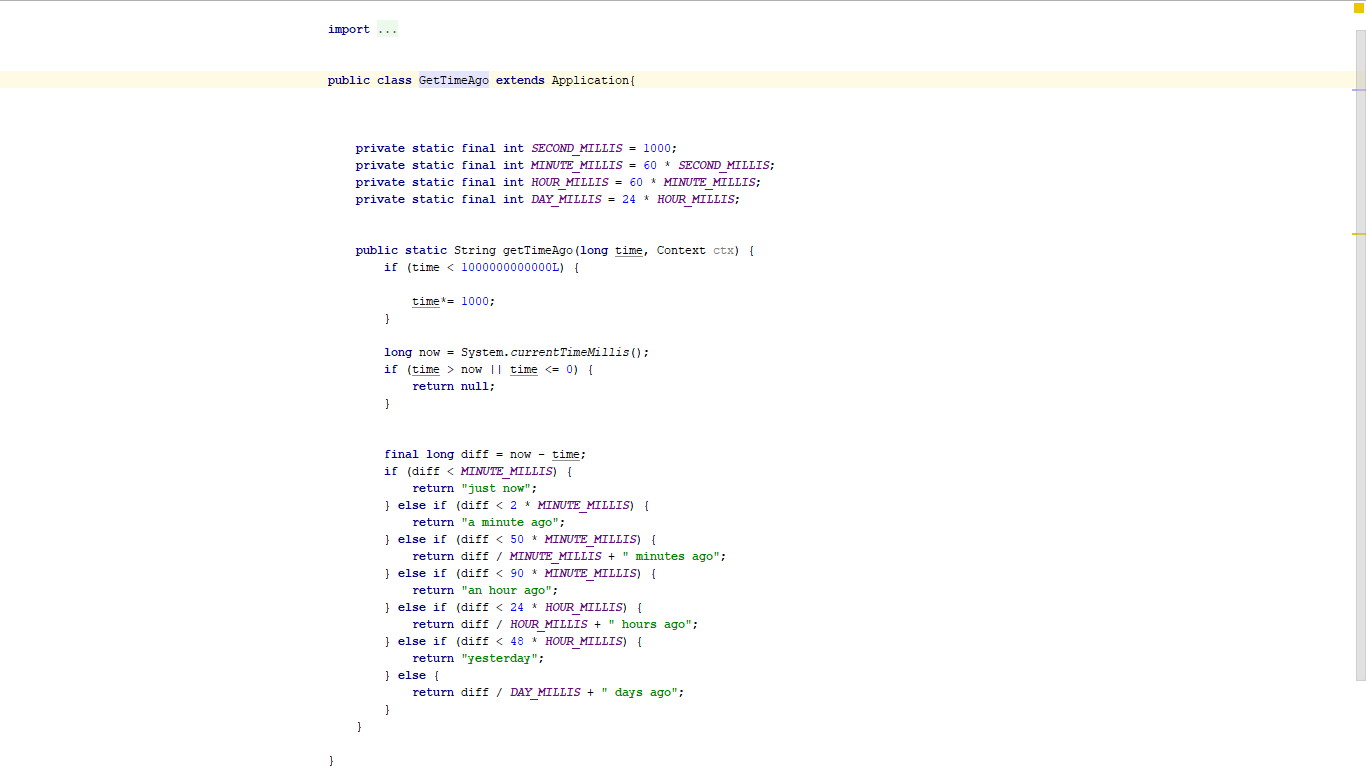 import ...
public class GetTimeAgo extends Application{
private static final int SECOND_MILLIS = 1000;
private static final int MINUTE_MILLIS = 60 * SECOND_MILLIS;
private static final int HOUR_MILLIS = 60 * MINUTE_MILLIS;
private static final int DAY_MILLIS = 24 * HOUR_MILLIS;
public static String getTimeAgo(long time, Context ctx) {
if (time < 1000000000000L) {
time*= 1000;
}
long now = System.currentTimeMillis();
if (time > now || time <= 0) {
return null;
}
final long diff = now - time;
if (diff < MINUTE_MILLIS) {
return "just now";
} else if (diff < 2 * MINUTE_MILLIS) {
return "a minute ago";
} else if (diff < 50 * MINUTE_MILLIS) {
return diff / MINUTE_MILLIS + " minutes ago";
} else if (diff < 90 * MINUTE_MILLIS) {
return "an hour ago";
} else if (diff < 24 * HOUR_MILLIS) {
return diff / HOUR_MILLIS + " hours ago";
} else if (diff < 48 * HOUR_MILLIS) {
return "yesterday";
} else {
return diff / DAY_MILLIS + " days ago";
}
}
}